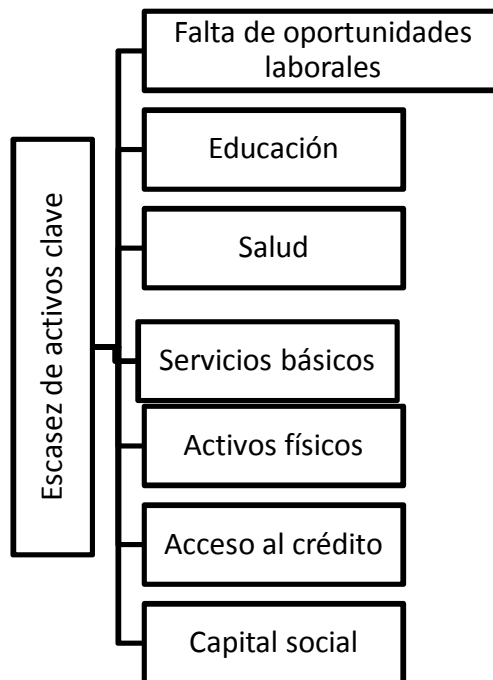 Escasez de activos clave
Falta de oportunidades
laborales
Educación
Salud
Servicios básicos
Activos físicos
Acceso al crédito
Capital social